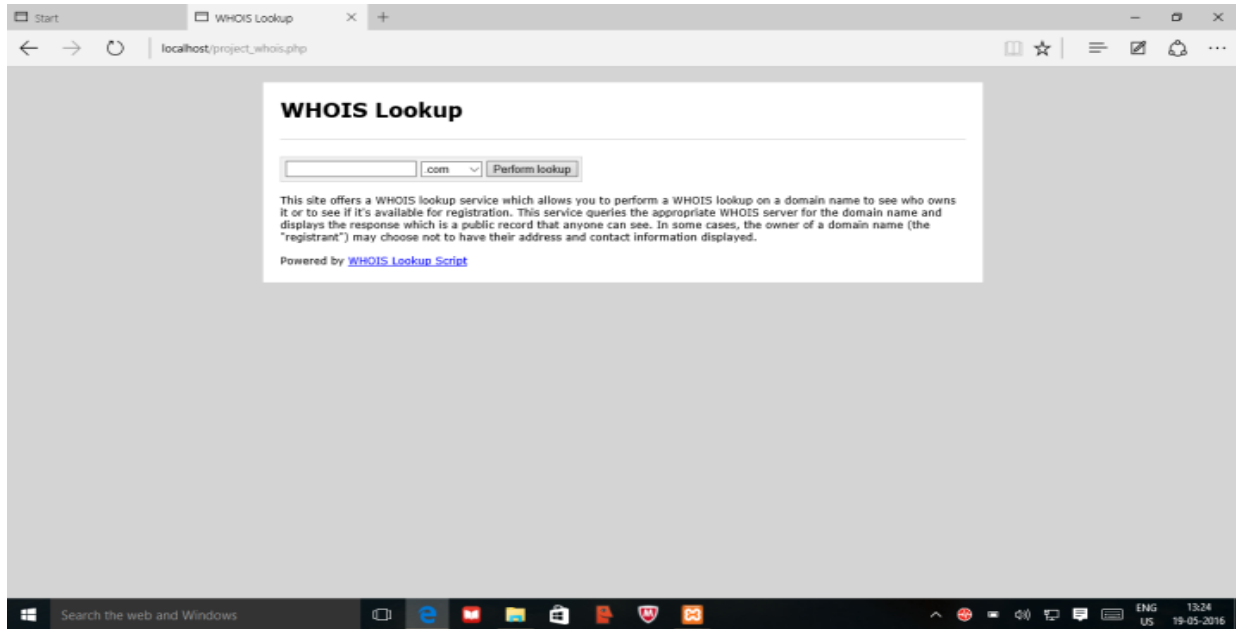 Start
WHOIS Lookup
localhost/project_whois.php
WHOIS Lookup
.com
Perform lookup
This site offers a WHOIS lookup service which allows you to perform a WHOIS lookup on a domain name to see who owns
it or to see if it's available for registration. This service queries the appropriate WHOIS server for the domain name and
displays the response which is a public record that anyone can see. In some cases, the owner of a domain name (the
"registrant") may choose not to have their address and contact information displayed.
Powered by WHOIS Lookup Script
Search the web and Windows
ENG
US
13:24
19-05-2016